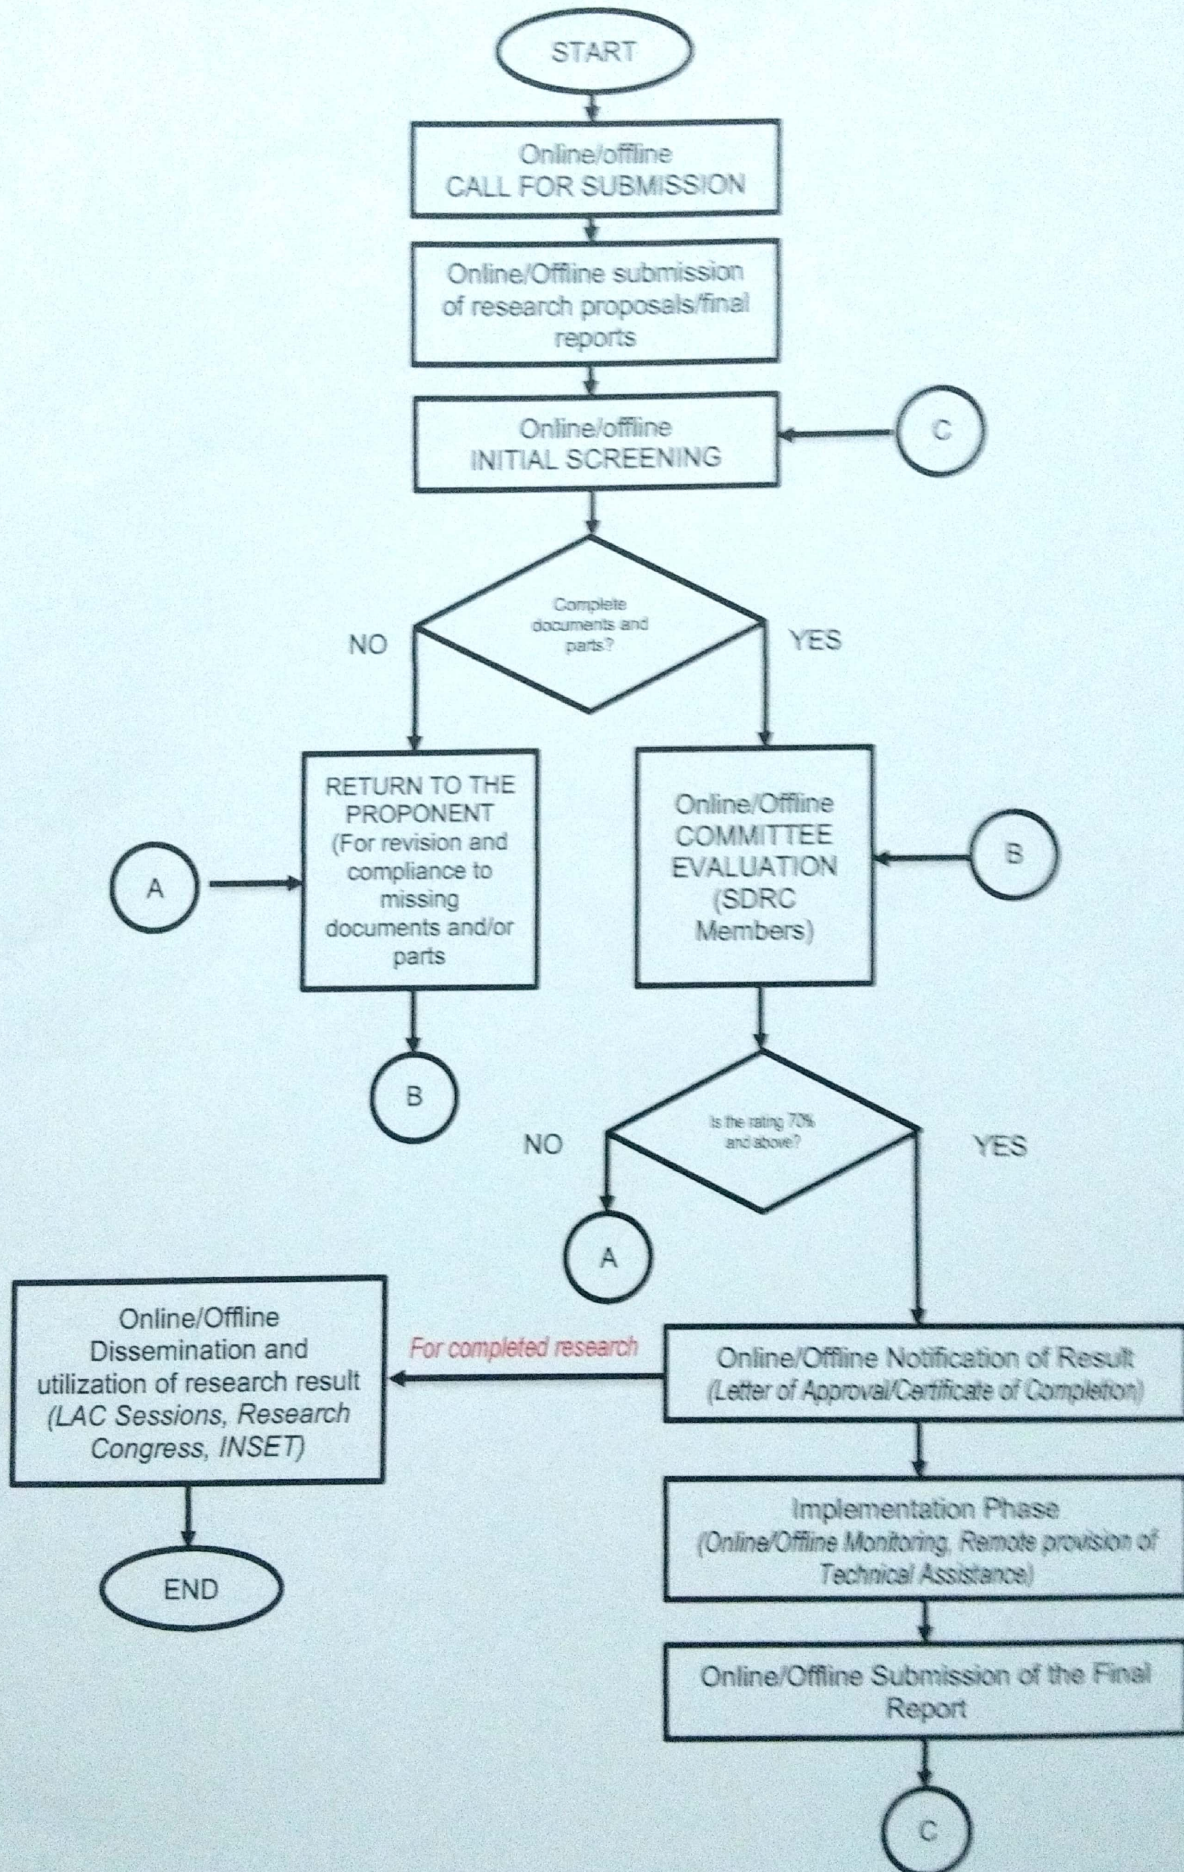 START
Online/offline
CALL FOR SUBMISSION
Online/Offline submission
of research proposals/final
reports
Online/offline
INITIAL SCREENING
C
Complete
documents and
parts?
NO
YES
RETURN TO THE
PROPONENT
(For revision and
compliance to
missing
documents and/or
parts
A
Online/Offline
COMMITTEE
EVALUATION
(SDRC
Members)
B
B
Is the rating 70%
and above?
NO
YES
A
Online/Offline
Dissemination and
utilization of research result
(LAC Sessions, Research
Congress, INSET)
For completed research
Online/Offline Notification of Result
(Letter of Approval/Certificate of Completion)
Implementation Phase
(Online/Offline Monitoring, Remote provision of
Technical Assistance)
END
Online/Offline Submission of the Final
Report
C